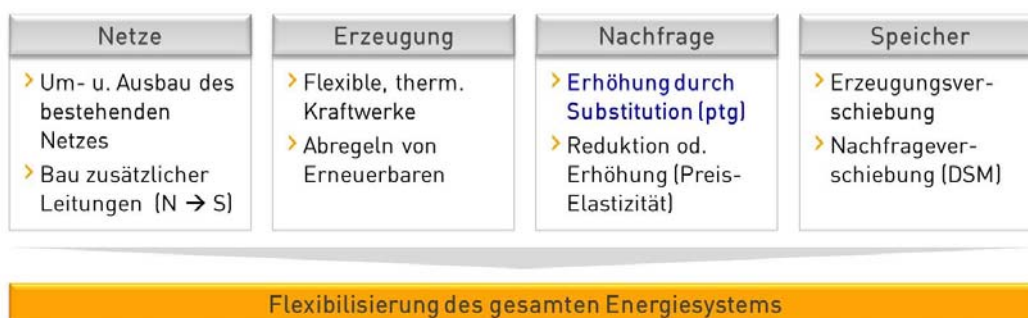 Netze
Um- u. Ausbau des
bestehenden
Netzes
Bau zusätzlicher
Leitungen (N → S)
Erzeugung
Flexible, therm.
Kraftwerke
Abregeln von
Erneuerbaren
Nachfrage
Erhöhung durch
Substitution (ptg)
Reduktion od.
Erhöhung (Preis-
Elastizität)
Speicher
Erzeugungsver-
schiebung
Nachfragever-
schiebung (DSM)
Flexibilisierung des gesamten Energiesystems